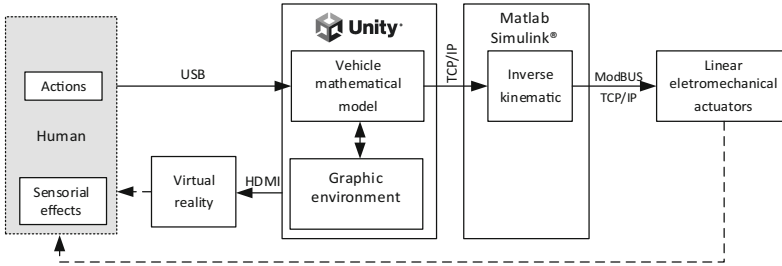 Actions
Human
Sensorial
effects
USB
Virtual
reality
HDMI
Unity
Vehicle
mathematical
model
Graphic
environment
TCP/IP
Matlab
Simulink®
Inverse
kinematic
ModBUS
TCP/IP
Linear
eletromechanical
actuators